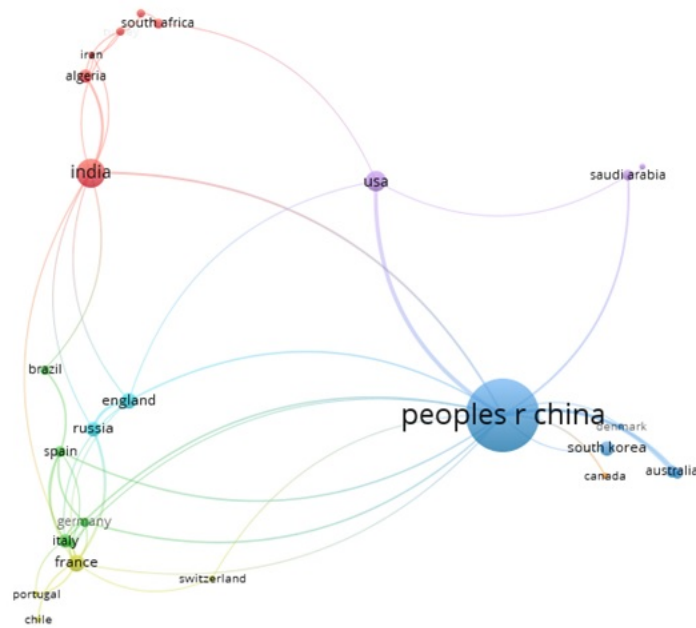 south africa
iran
algeria
india
usa
saudi arabia
brazil
england
peoples r china
denmark
russia
south korea
spain
australia
canada
germany
italy
france
switzerland
portugal
chile